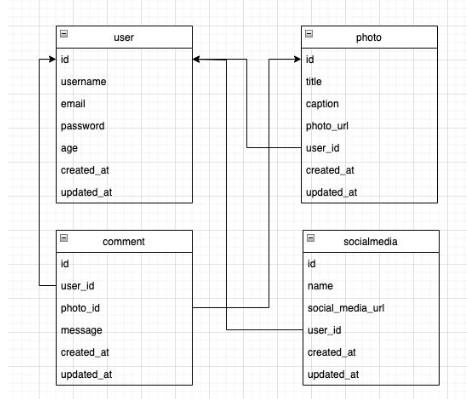 user
id
username
email
password
age
created_at
updated_at
photo
id
title
caption
photo_url
user_id
created_at
updated_at
comment
id
user_id
photo_id
message
created_at
updated_at
socialmedia
id
name
social_media_url
user_id
created_at
updated_at